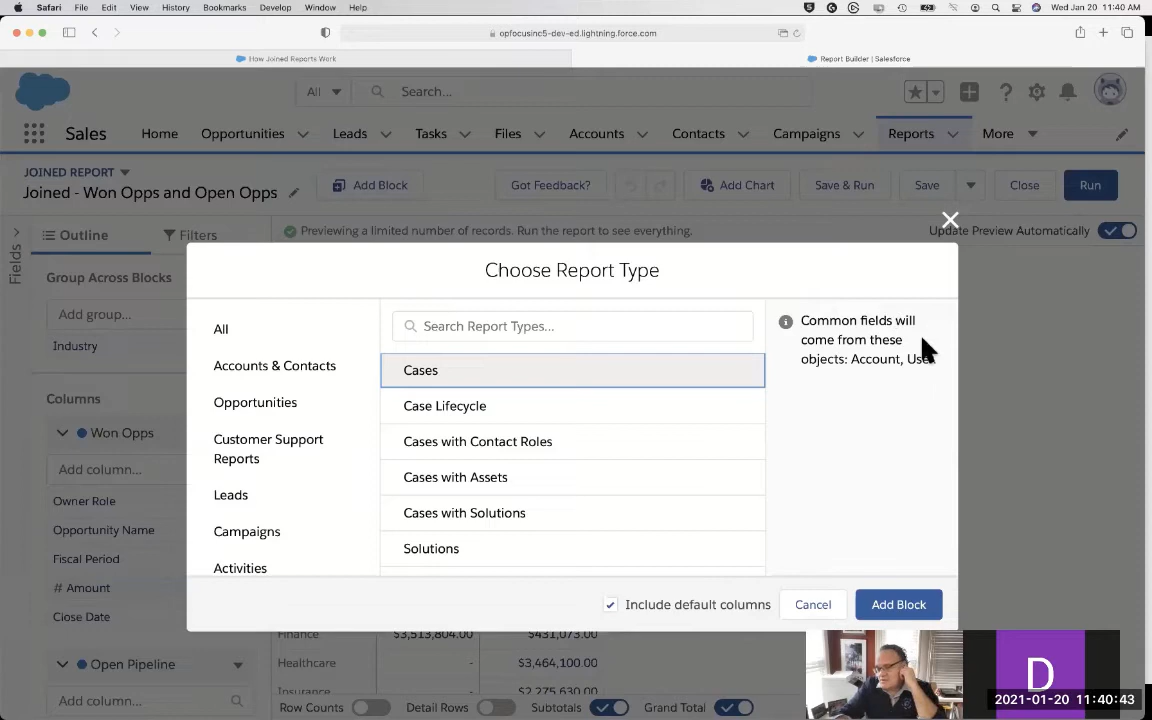 Safari File Edit View History Bookmarks Develop Window Help Wed Jan 20 11:40 AM
opfocusinc5-dev-ed.lightning.force.com
How Joined Reports Work Report Builder | Salesforce
All Search...
Sales Home Opportunities Leads Tasks Files Accounts Contacts Campaigns Reports More
JOINED REPORT
Joined - Won Opps and Open Opps Add Block Got Feedback? Add Chart Save & Run Save Close Run
Fields
Outline Filters Previewing a limited number of records. Run the report to see everything. Update Preview Automatically
Group Across Blocks
Add group...
Industry
Columns
Won Opps
Add column...
Owner Role
Opportunity Name
Fiscal Period
# Amount
Close Date
Open Pipeline
Add column...
Choose Report Type
All
Accounts & Contacts
Opportunities
Customer Support
Reports
Leads
Campaigns
Activities
Search Report Types...
Cases
Case Lifecycle
Cases with Contact Roles
Cases with Assets
Cases with Solutions
Solutions
Common fields will
come from these
objects: Account,
Include default columns Cancel Add Block
Finance $3,513,804.00 $431,073.00
Healthcare - $3,464,100.00
Insurance - $2,275,630.00
Row Counts Detail Rows Subtotals Grand Total
D
2021-01-20 11:40:43